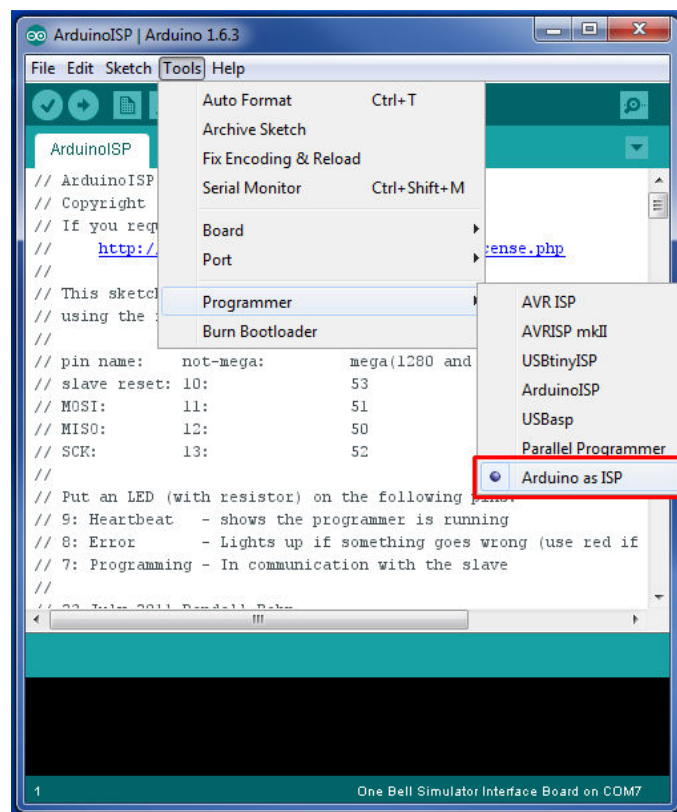 ArduinoISP | Arduino 1.6.3
File Edit Sketch Tools Help
Auto Format Ctrl+T
Archive Sketch
Fix Encoding & Reload
Serial Monitor Ctrl+Shift+M
Board
Port
Programmer
Burn Bootloader
AVR ISP
AVRISP mkII
USBtinyISP
ArduinoISP
USBasp
Parallel Programmer
Arduino as ISP
ArduinoISP
// ArduinoISP
// Copyright
// If you req
// http:/ ense.php
//
// This sketc
// using the
//
// pin name: not-mega: mega(1280 and
// slave reset: 10: 53
// MOSI: 11: 51
// MISO: 12: 50
// SCK: 13: 52
//
// Put an LED (with resistor) on the following pins:
// 9: Heartbeat - shows the programmer is running
// 8: Error - Lights up if something goes wrong (use red if
// 7: Programming - In communication with the slave
//
1 One Bell Simulator Interface Board on COM7